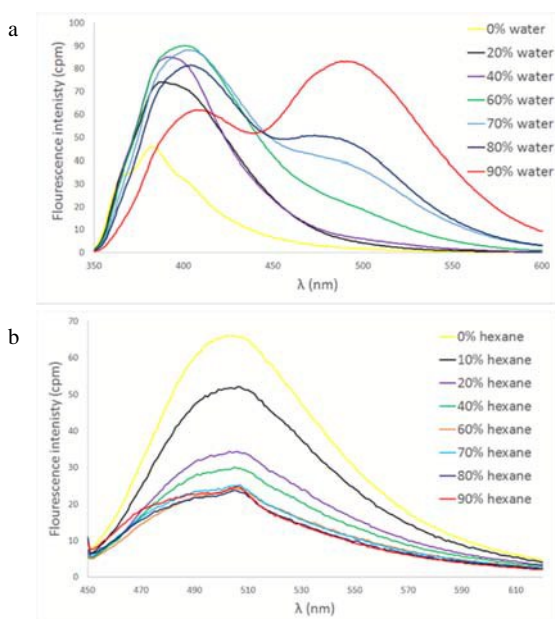 a
Flourescence intenisty (cpm)
100
90
80
70
60
50
40
30
20
10
0
350
400
450
500
550
600
λ (nm)
0% water
20% water
40% water
60% water
70% water
80% water
90% water
b
Flourescence intenisty (cpm)
70
60
50
40
30
20
10
0
450
470
490
510
530
550
570
590
610
λ (nm)
0% hexane
10% hexane
20% hexane
40% hexane
60% hexane
70% hexane
80% hexane
90% hexane